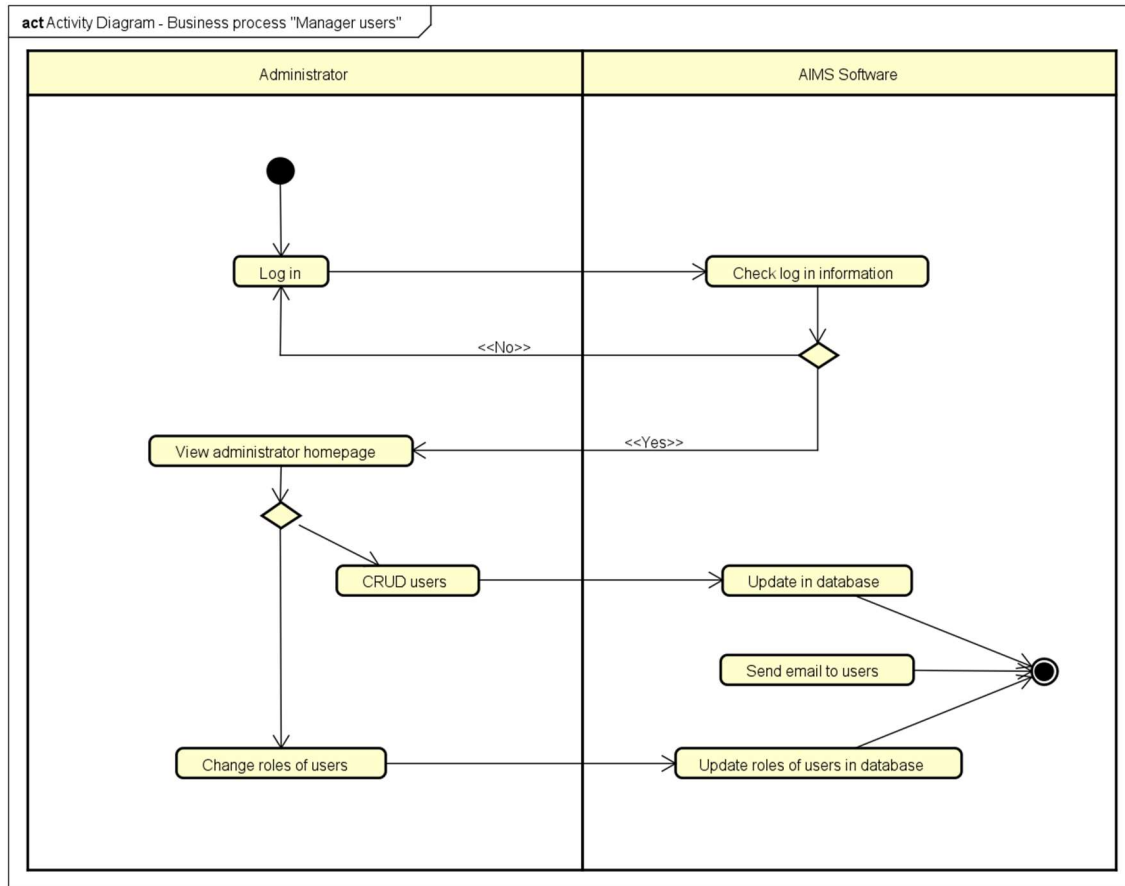 act Activity Diagram - Business process "Manager users"
Administrator
AIMS Software
Log in
Check log in information
<<No>>
<<Yes>>
View administrator homepage
CRUD users
Update in database
Send email to users
Change roles of users
Update roles of users in database